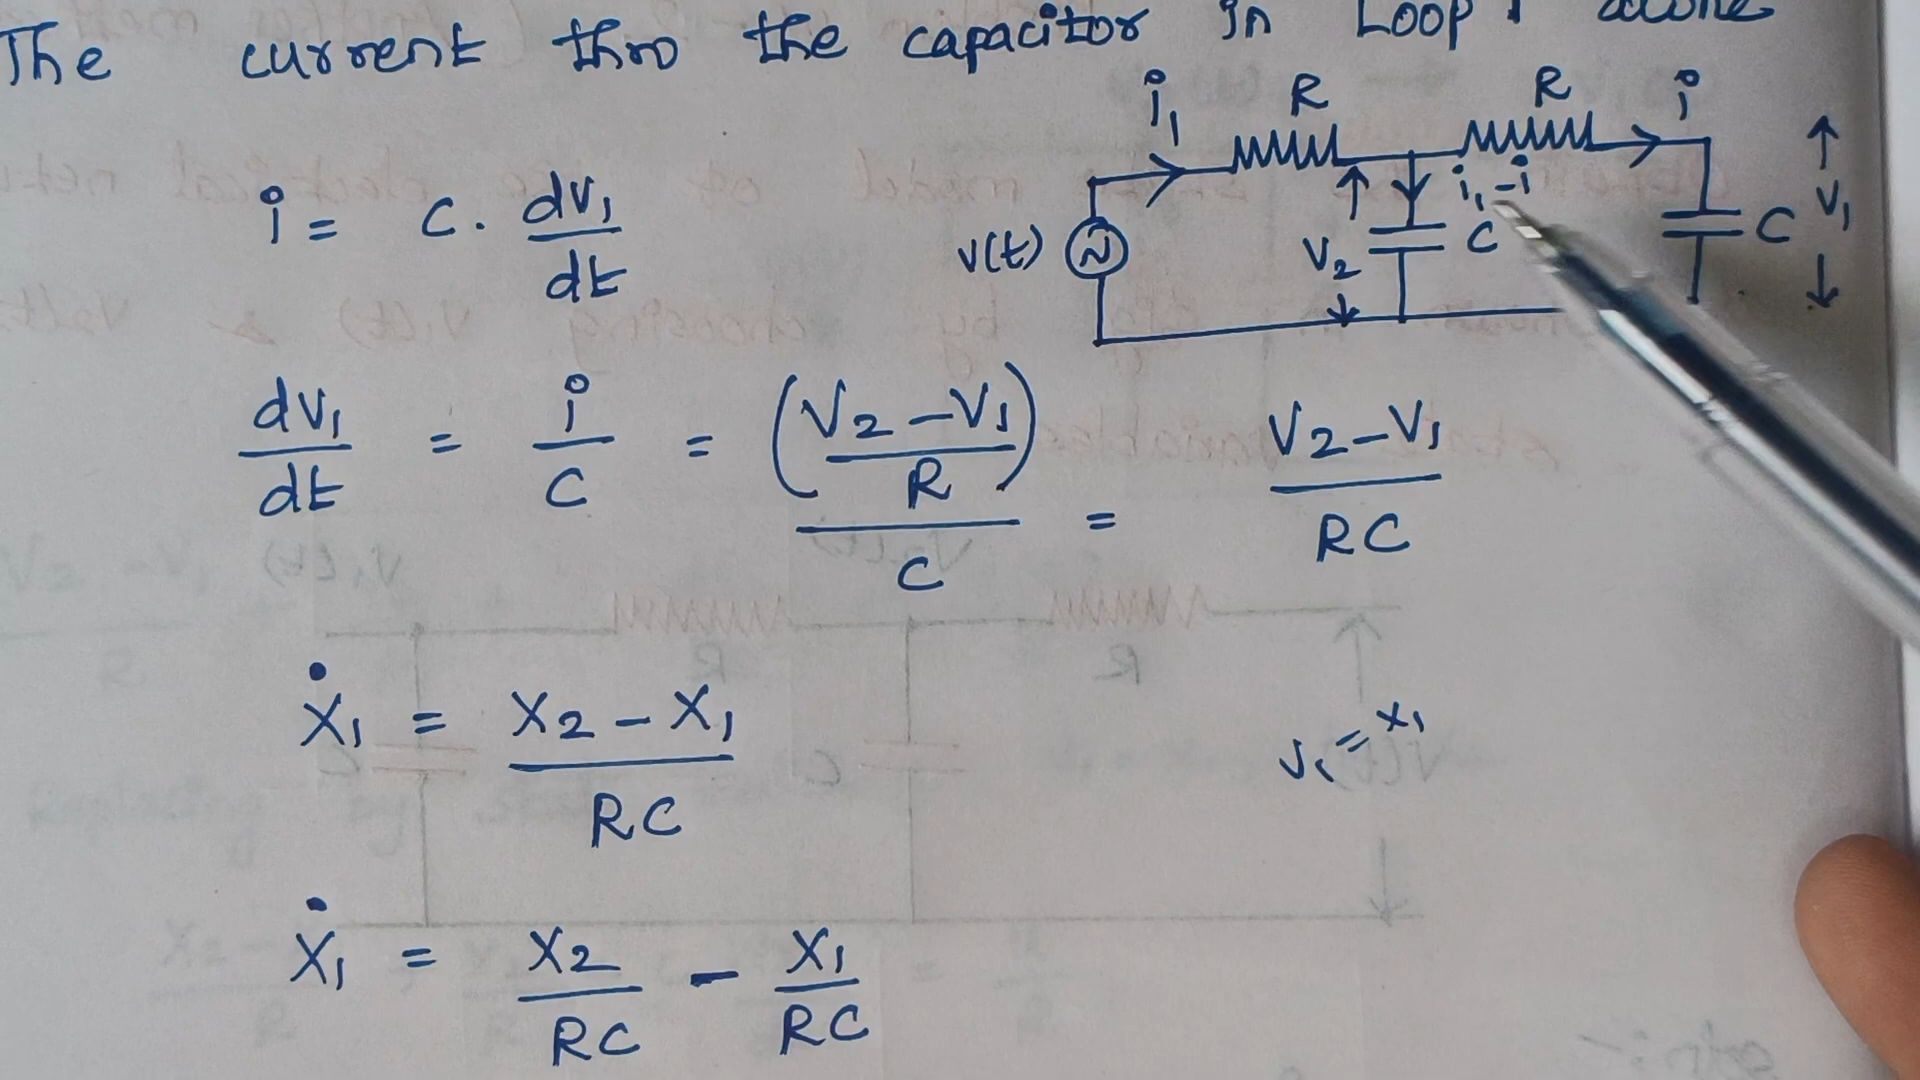 The current thro the capacitor in Loop 1
i₁ R R i
i = C . dv₁/dt
v(t) V₂ i₁-i C C V₁
dv₁/dt = i/C = (V₂-V₁/R)/C = V₂-V₁/RC
Ẋ₁ = X₂-X₁/RC
V₁ = X₁
Ẋ₁ = X₂/RC - X₁/RC